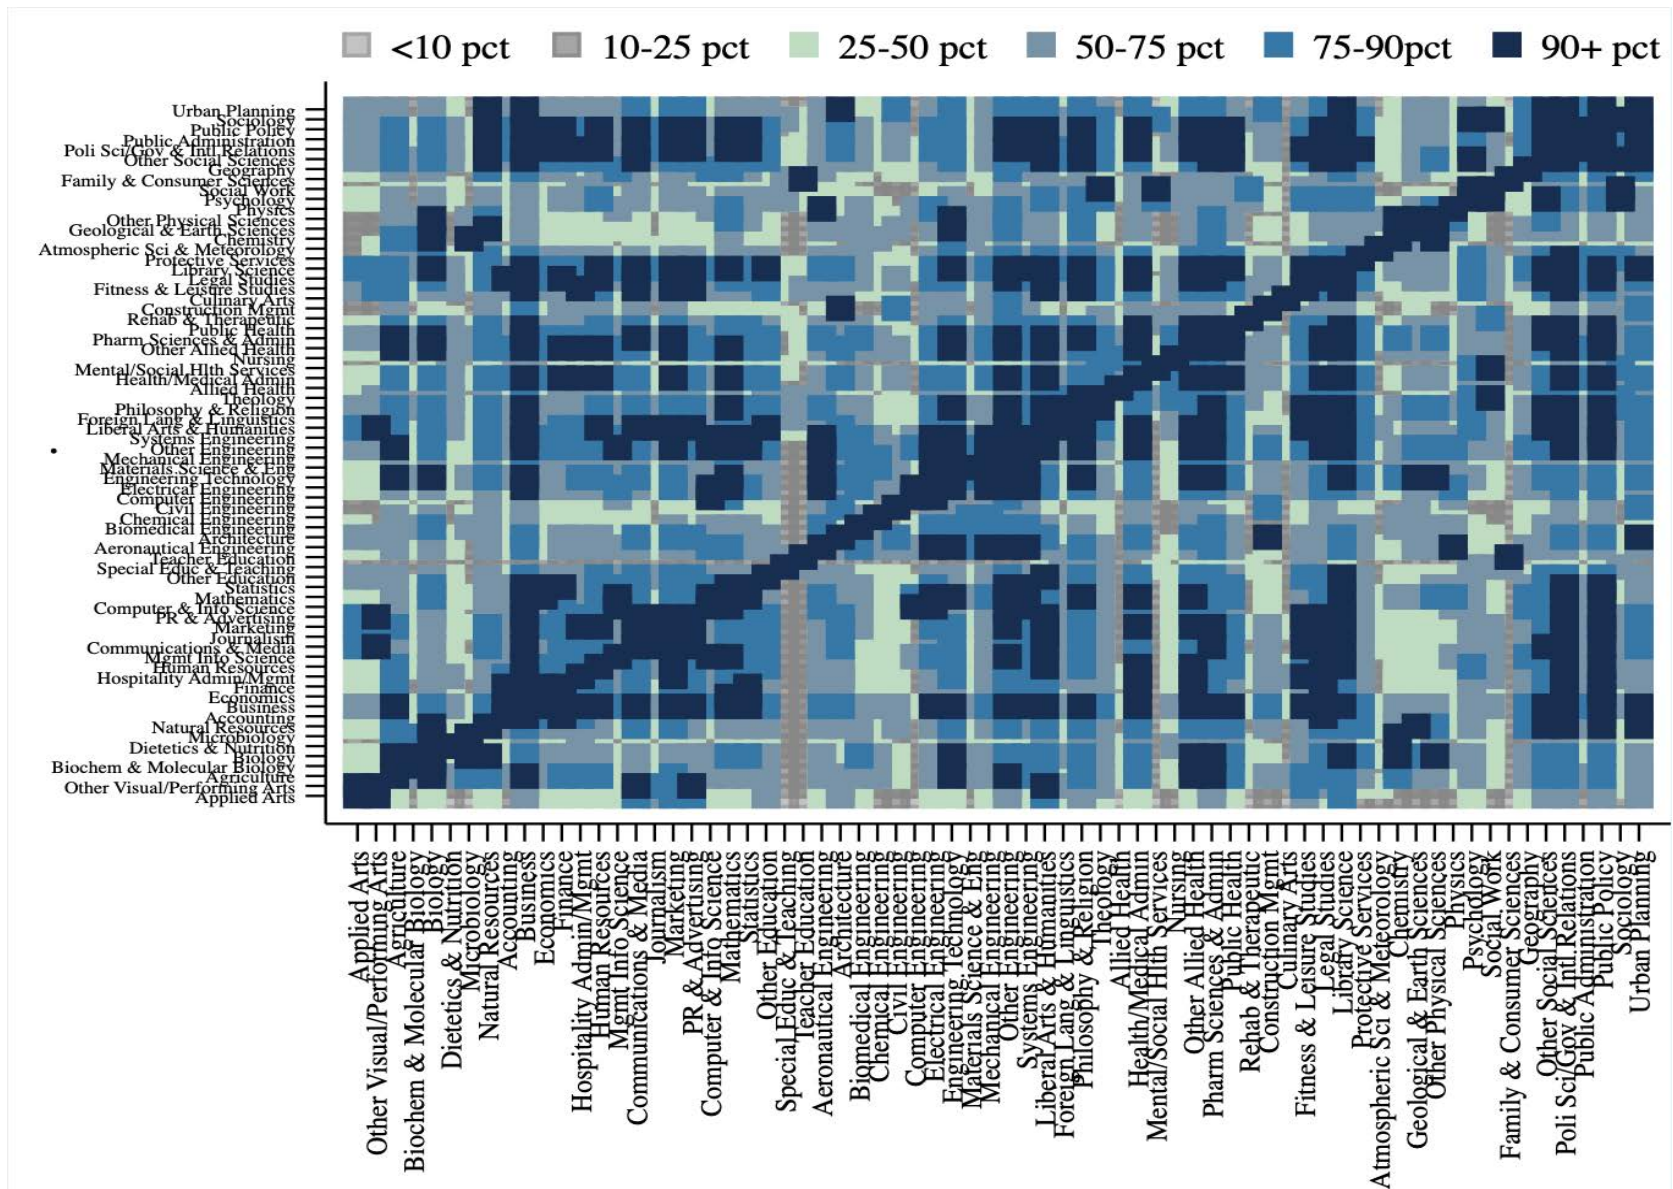 <10 pct
10-25 pct
25-50 pct
50-75 pct
75-90pct
90+ pct
Urban Planning
Sociology
Public Policy
Public Administration
Poli Sci/Gov & Intl Relations
Other Social Sciences
Geography
Family & Consumer Sciences
Social Work
Psychology
Physics
Other Physical Sciences
Geological & Earth Sciences
Chemistry
Atmospheric Sci & Meteorology
Protective Services
Library Science
Legal Studies
Fitness & Leisure Studies
Culinary Arts
Construction Mgmt
Rehab & Therapeutic
Public Health
Pharm Sciences & Admin
Other Allied Health
Nursing
Mental/Social Hlth Services
Health/Medical Admin
Allied Health
Theology
Philosophy & Religion
Foreign Lang & Linguistics
Liberal Arts & Humanities
Systems Engineering
Other Engineering
Mechanical Engineering
Materials Science & Eng
Engineering Technology
Electrical Engineering
Computer Engineering
Civil Engineering
Chemical Engineering
Biomedical Engineering
Architecture
Aeronautical Engineering
Teacher Education
Special Educ & Teaching
Other Education
Statistics
Mathematics
Computer & Info Science
PR & Advertising
Marketing
Journalism
Communications & Media
Mgmt Info Science
Human Resources
Hospitality Admin/Mgmt
Finance
Economics
Business
Accounting
Natural Resources
Microbiology
Dietetics & Nutrition
Biology
Biochem & Molecular Biology
Agriculture
Other Visual/Performing Arts
Applied Arts
Applied Arts
Other Visual/Performing Arts
Agriculture
Biochem & Molecular Biology
Biology
Dietetics & Nutrition
Microbiology
Natural Resources
Accounting
Business
Economics
Finance
Hospitality Admin/Mgmt
Human Resources
Mgmt Info Science
Communications & Media
Journalism
Marketing
PR & Advertising
Computer & Info Science
Mathematics
Statistics
Other Education
Special Educ & Teaching
Teacher Education
Aeronautical Engineering
Architecture
Biomedical Engineering
Chemical Engineering
Civil Engineering
Computer Engineering
Electrical Engineering
Engineering Technology
Materials Science & Eng
Mechanical Engineering
Other Engineering
Systems Engineering
Liberal Arts & Humanities
Foreign Lang & Linguistics
Philosophy & Religion
Theology
Allied Health
Health/Medical Admin
Mental/Social Hlth Services
Nursing
Other Allied Health
Pharm Sciences & Admin
Public Health
Rehab & Therapeutic
Construction Mgmt
Culinary Arts
Fitness & Leisure Studies
Legal Studies
Library Science
Protective Services
Atmospheric Sci & Meteorology
Chemistry
Geological & Earth Sciences
Other Physical Sciences
Physics
Psychology
Social Work
Family & Consumer Sciences
Geography
Other Social Sciences
Poli Sci/Gov & Intl Relations
Public Administration
Public Policy
Sociology
Urban Planning